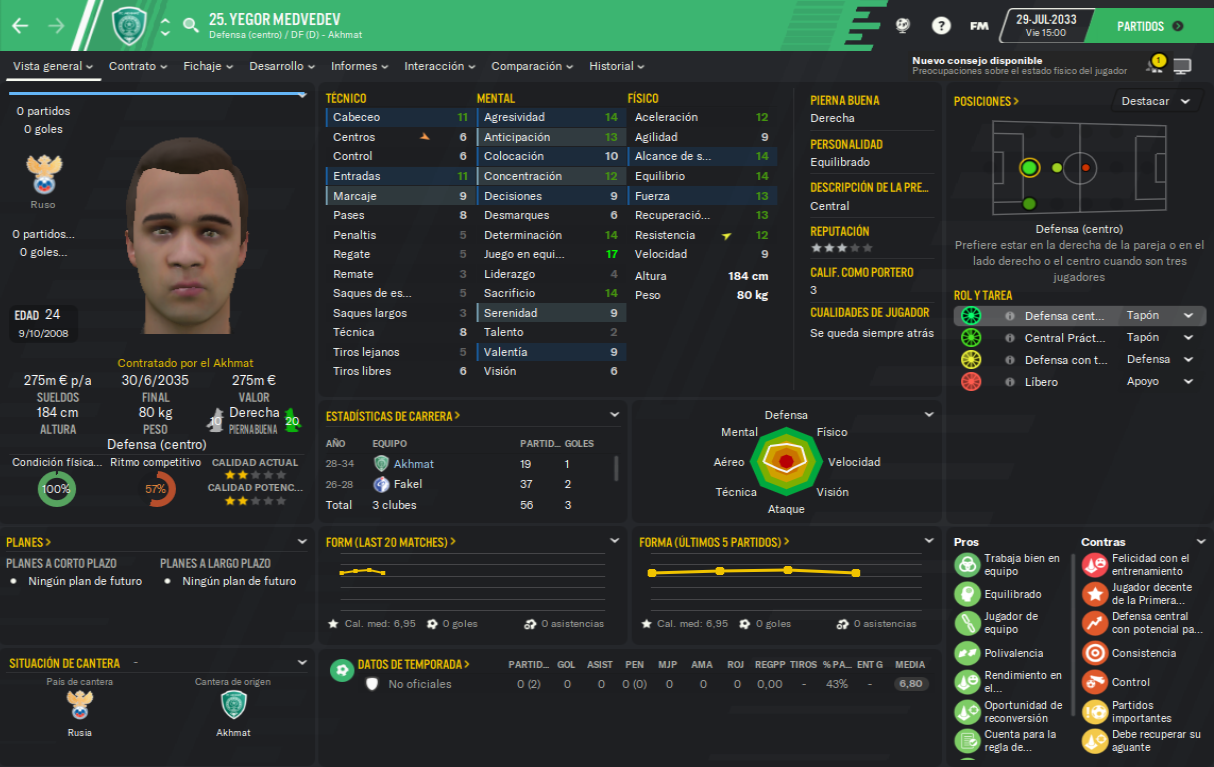 25. YEGOR MEDVEDEV
Defensa (centro) / DF (D) - Akhmat
?
FM
29-JUL-2033
Vie 15:00
PARTIDOS
Vista general
Contrato
Fichaje
Desarrollo
Informes
Interacción
Comparación
Historial
Nuevo consejo disponible
Preocupaciones sobre el estado físico del jugador
1
0 partidos
0 goles
Ruso
0 partidos...
0 goles...
EDAD 24
9/10/2008
Contratado por el Akhmat
275m € p/a
SUELDOS
30/6/2035
FINAL
275m €
VALOR
184 cm
ALTURA
80 kg
PESO
10
Derecha
PIERNA BUENA
20
Defensa (centro)
Condición física...
100%
Ritmo competitivo
57%
CALIDAD ACTUAL
CALIDAD POTENC...
TÉCNICO
Cabeceo 11
Centros 6
Control 6
Entradas 11
Marcaje 9
Pases 8
Penaltis 5
Regate 5
Remate 3
Saques de es... 5
Saques largos 3
Técnica 8
Tiros lejanos 5
Tiros libres 6
MENTAL
Agresividad 14
Anticipación 13
Colocación 10
Concentración 12
Decisiones 9
Desmarques 6
Determinación 14
Juego en equi... 17
Liderazgo 4
Sacrificio 14
Serenidad 9
Talento 2
Valentía 9
Visión 6
FÍSICO
Aceleración 12
Agilidad 9
Alcance de s... 14
Equilibrio 14
Fuerza 13
Recuperació... 13
Resistencia 12
Velocidad 9
Altura 184 cm
Peso 80 kg
PIERNA BUENA
Derecha
PERSONALIDAD
Equilibrado
DESCRIPCIÓN DE LA PRE...
Central
REPUTACIÓN
CALIF. COMO PORTERO
3
CUALIDADES DE JUGADOR
Se queda siempre atrás
POSICIONES
Destacar
Defensa (centro)
Prefiere estar en la derecha de la pareja o en el
lado derecho o el centro cuando son tres
jugadores
ROL Y TAREA
Defensa cent... Tapón
Central Práct... Tapón
Defensa con t... Defensa
Líbero Apoyo
ESTADÍSTICAS DE CARRERA
AÑO EQUIPO PARTID... GOLES
28-34 Akhmat 19 1
26-28 Fakel 37 2
Total 3 clubes 56 3
Defensa
Mental
Físico
Aéreo
Velocidad
Técnica
Visión
Ataque
PLANES
PLANES A CORTO PLAZO
Ningún plan de futuro
PLANES A LARGO PLAZO
Ningún plan de futuro
FORM (LAST 20 MATCHES)
Cal. med: 6,95 0 goles 0 asistencias
FORMA (ÚLTIMOS 5 PARTIDOS)
Cal. med: 6,95 0 goles 0 asistencias
Pros
Trabaja bien en
equipo
Equilibrado
Jugador de
equipo
Polivalencia
Rendimiento en
el...
Oportunidad de
reconversión
Cuenta para la
regla de...
Contras
Felicidad con el
entrenamiento
Jugador decente
de la Primera...
Defensa central
con potencial pa...
Consistencia
Control
Partidos
importantes
Debe recuperar su
aguante
SITUACIÓN DE CANTERA -
País de cantera
Rusia
Cantera de origen
Akhmat
DATOS DE TEMPORADA
PARTID... GOL ASIST PEN MJP AMA ROJ REGPP TIROS % PA... ENT G MEDIA
No oficiales 0 (2) 0 0 0 (0) 0 0 0 0,00 - 43% - 6,80